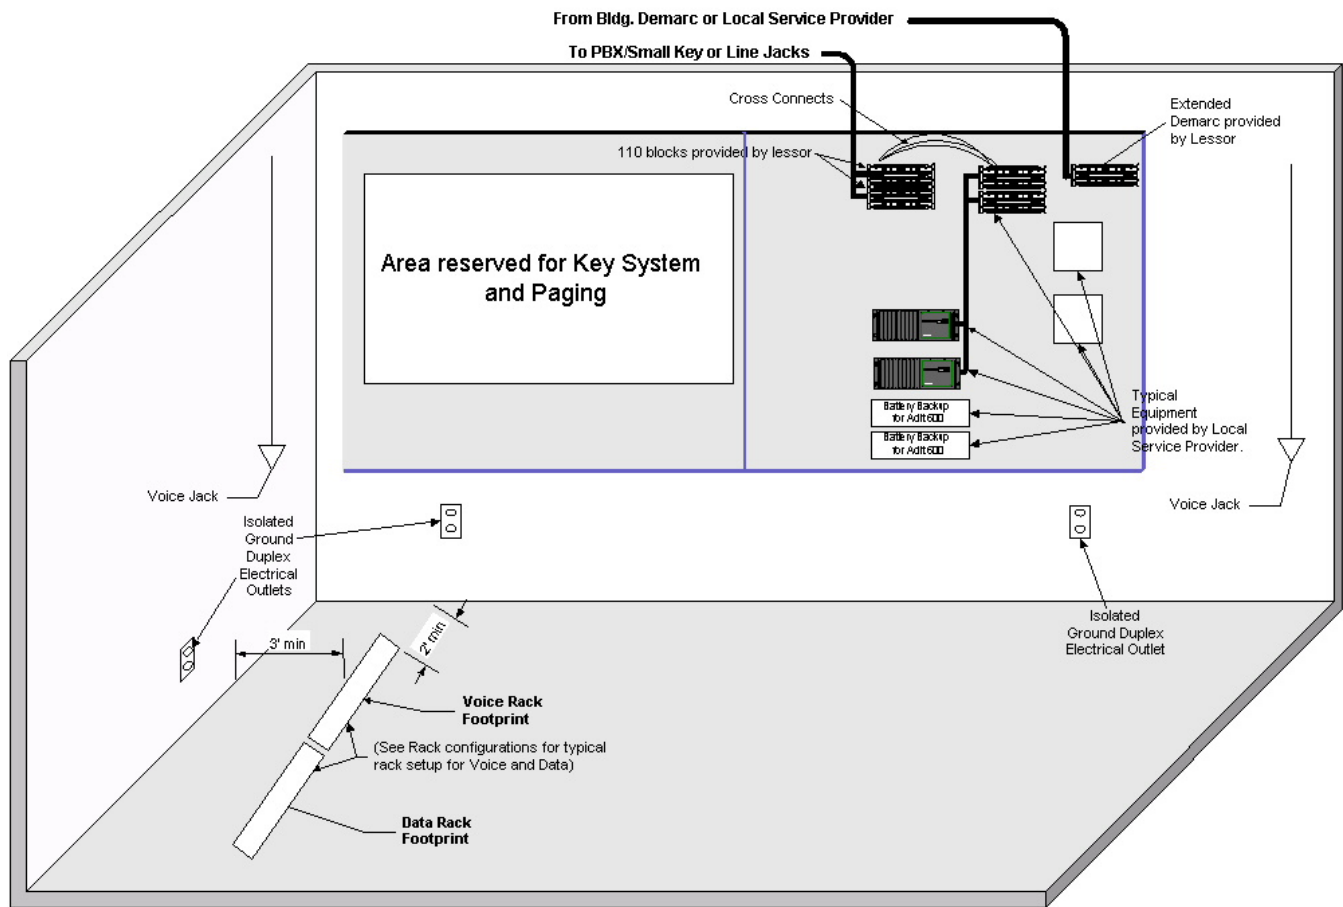 From Bldg. Demarc or Local Service Provider
To PBX/Small Key or Line Jacks
Cross Connects
Extended
Demarc provided
by Lessor
110 blocks provided by lessor
Area reserved for Key System
and Paging
Battery Backup
for Adit 600
Battery Backup
for Adit 600
Typical
Equipment
provided by Local
Service Provider.
Voice Jack
Voice Jack
Isolated
Ground
Duplex
Electrical
Outlets
Isolated
Ground Duplex
Electrical Outlet
3' min
2' min
Voice Rack
Footprint
(See Rack configurations for typical
rack setup for Voice and Data)
Data Rack
Footprint